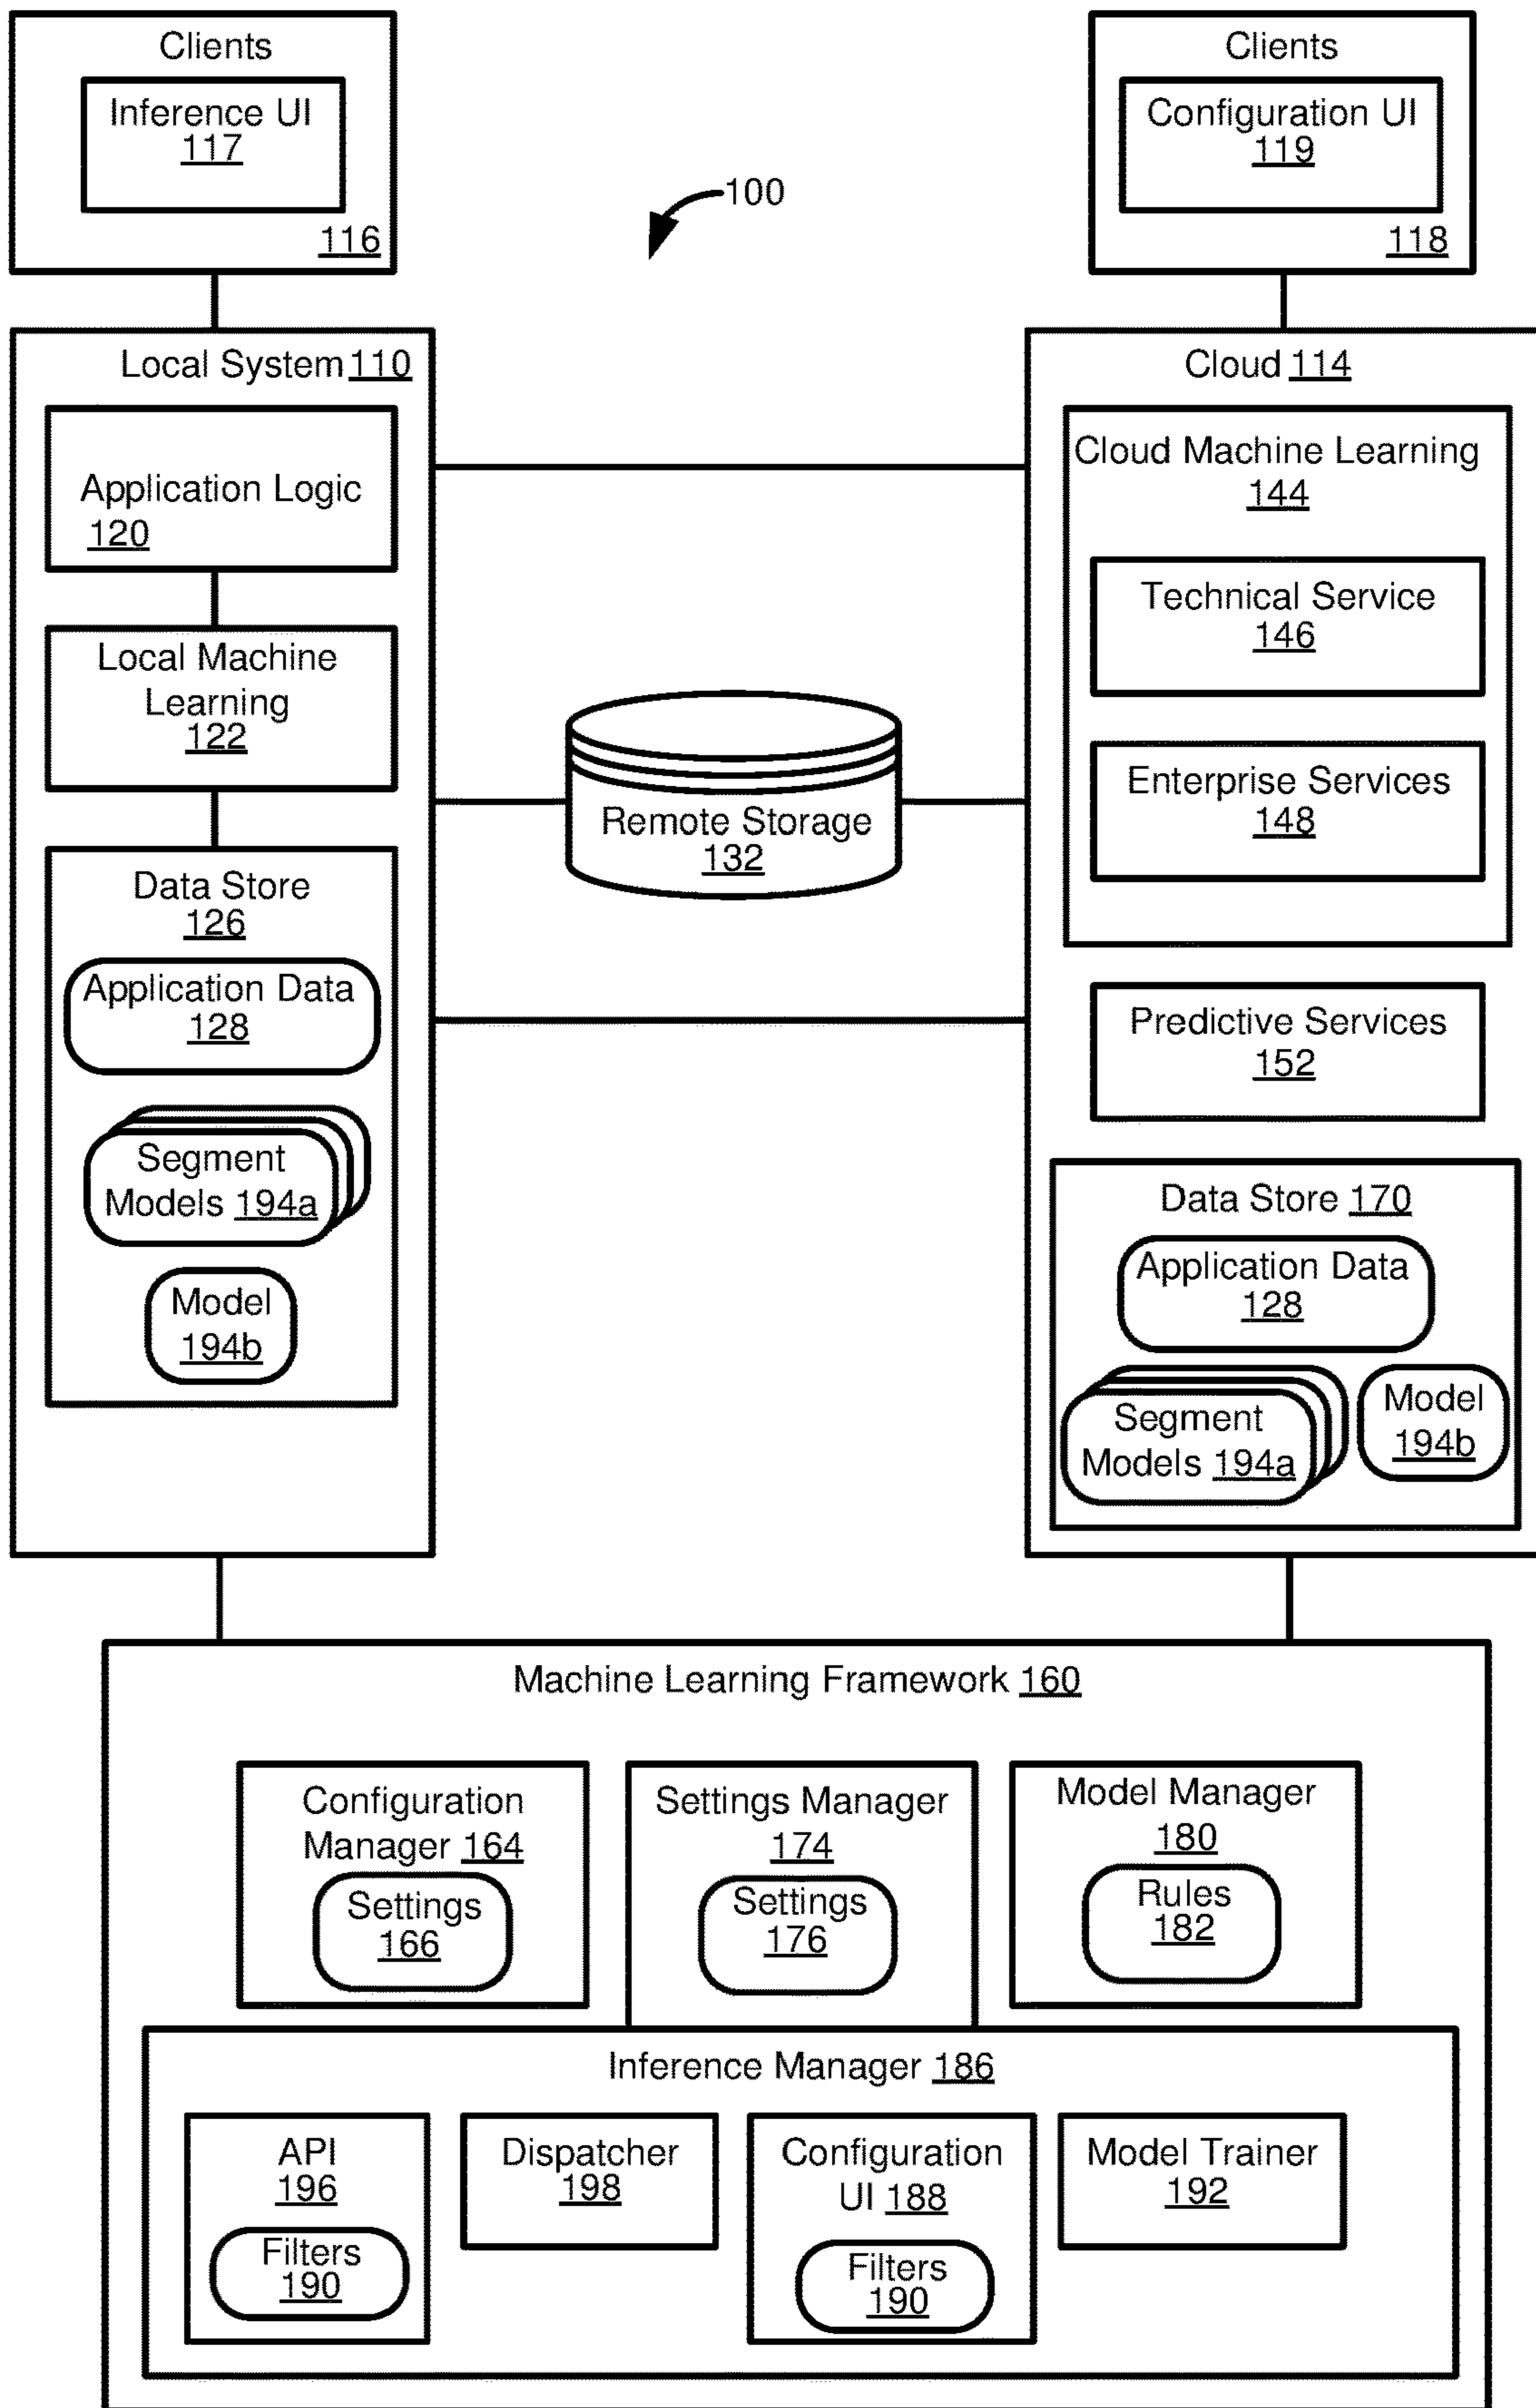 Clients
Inference UI
117
116
Clients
Configuration UI
119
118
100
Local System 110
Application Logic
120
Local Machine
Learning
122
Data Store
126
Application Data
128
Segment
Models 194a
Model
194b
Remote Storage
132
Cloud 114
Cloud Machine Learning
144
Technical Service
146
Enterprise Services
148
Predictive Services
152
Data Store 170
Application Data
128
Segment
Models 194a
Model
194b
Machine Learning Framework 160
Configuration
Manager 164
Settings
166
Settings Manager
174
Settings
176
Model Manager
180
Rules
182
Inference Manager 186
API
196
Filters
190
Dispatcher
198
Configuration
UI 188
Filters
190
Model Trainer
192